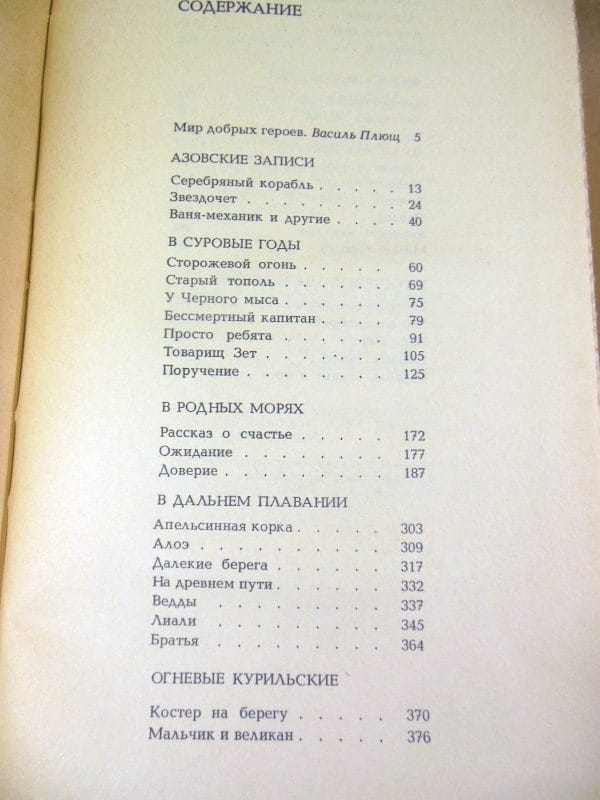 СОДЕРЖАНИЕ
Мир добрых героев. Василь Плющ 5
АЗОВСКИЕ ЗАПИСИ
Серебряный корабль . . . . . 13
Звездочет . . . . . . . . 24
Ваня-механик и другие . . . . 40
В СУРОВЫЕ ГОДЫ
Сторожевой огонь . . . . . 60
Старый тополь . . . . . . 69
У Черного мыса . . . . . . 75
Бессмертный капитан . . . . 79
Просто ребята . . . . . . 91
Товарищ Зет . . . . . . . 105
Поручение . . . . . . . . 125
В РОДНЫХ МОРЯХ
Рассказ о счастье . . . . . 172
Ожидание . . . . . . . . 177
Доверие . . . . . . . . . 187
В ДАЛЬНЕМ ПЛАВАНИИ
Апельсинная корка . . . . . 303
Алоэ . . . . . . . . . . 309
Далекие берега . . . . . . 317
На древнем пути . . . . . . 332
Ведды . . . . . . . . . 337
Лиали . . . . . . . . . . 345
Братья . . . . . . . . . 364
ОГНЕВЫЕ КУРИЛЬСКИЕ
Костер на берегу . . . . . 370
Мальчик и великан . . . . . 376